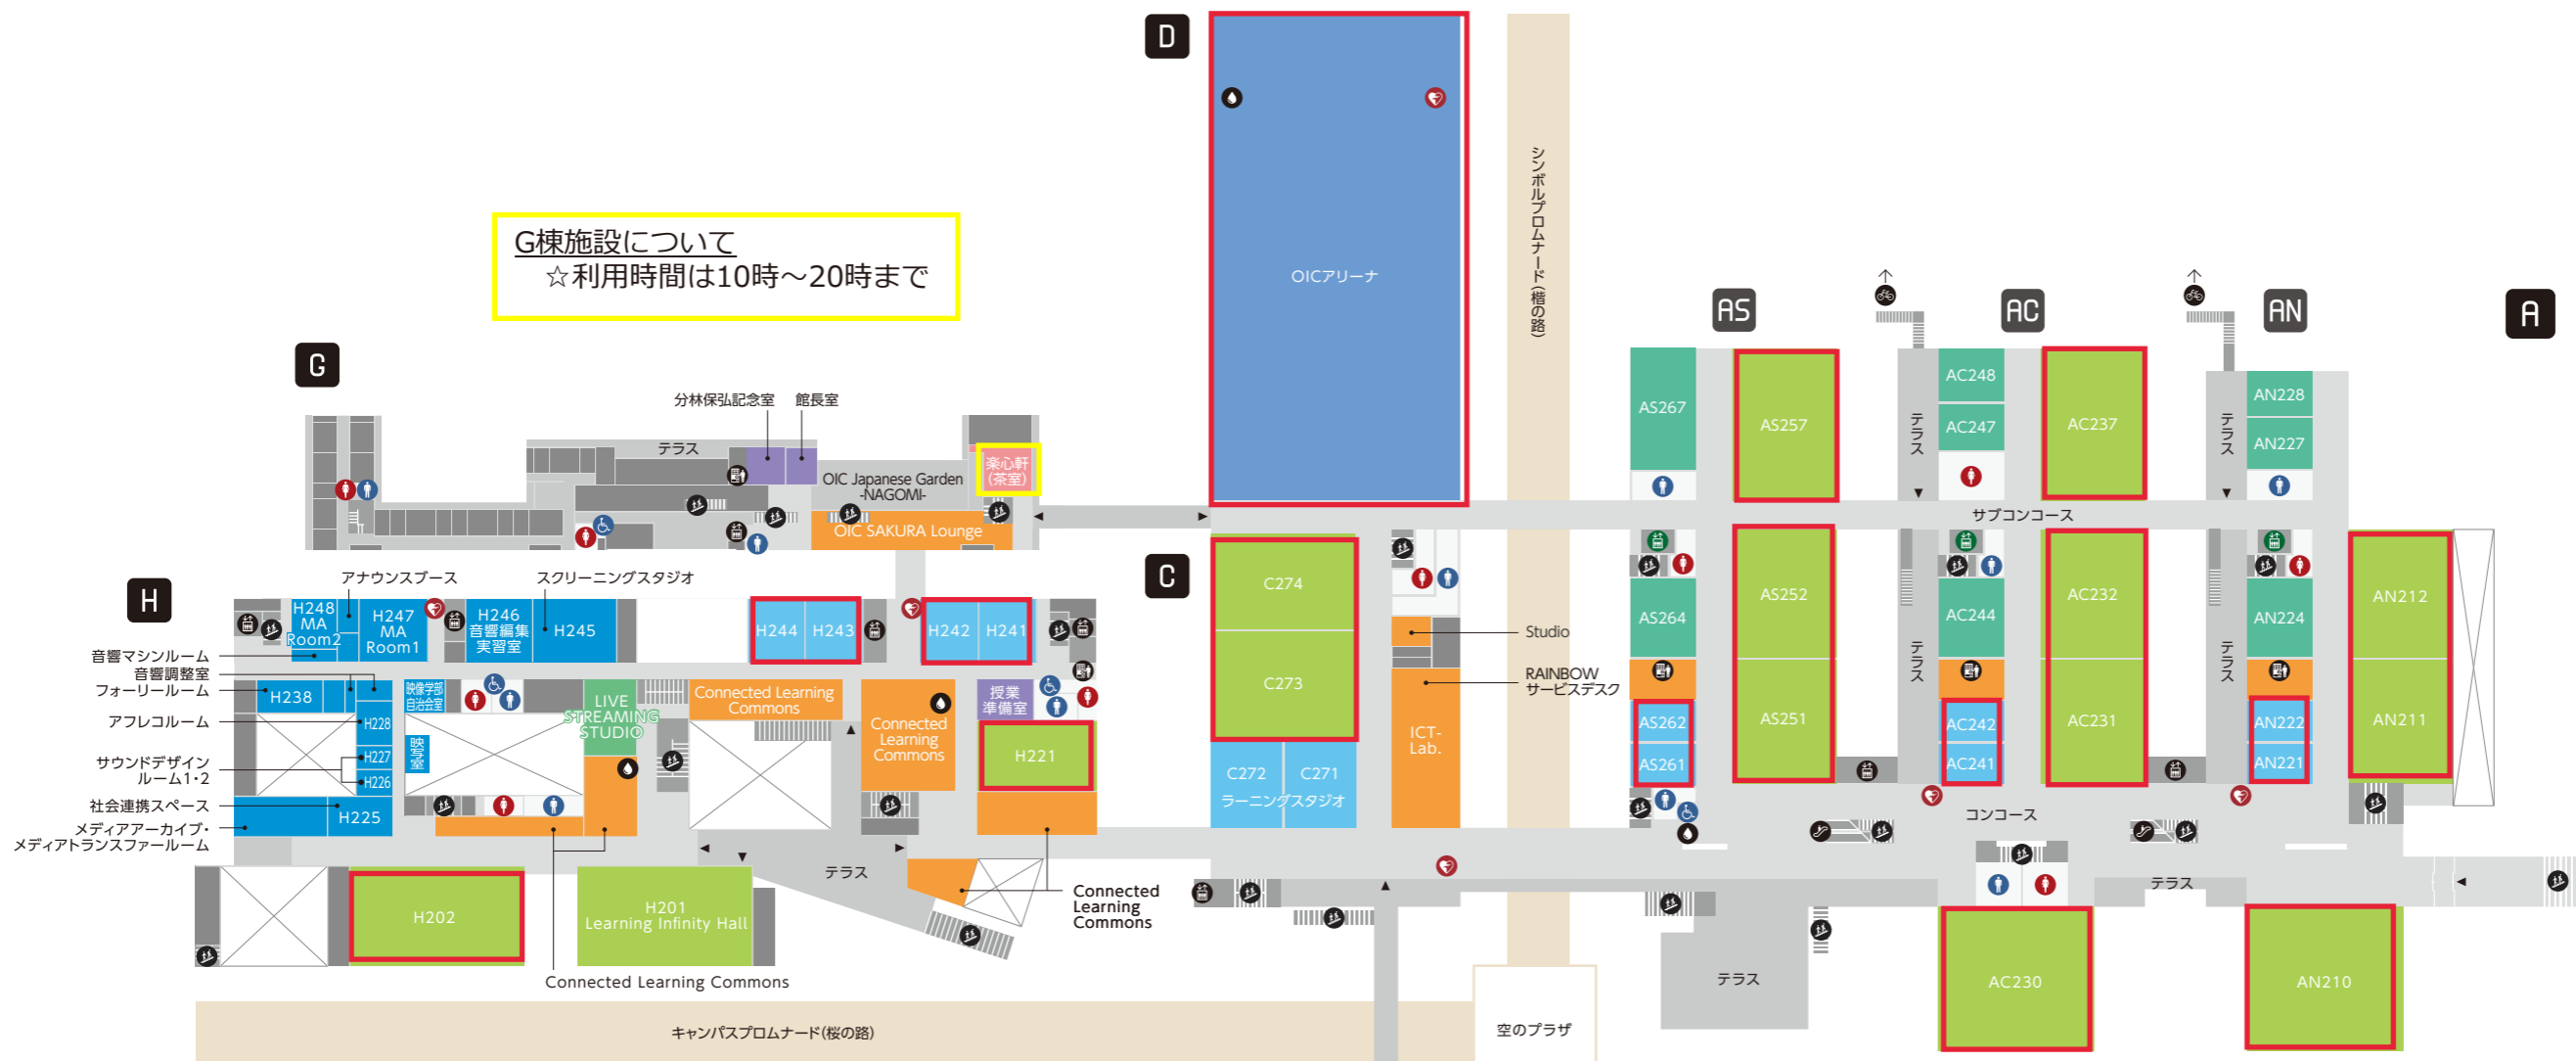 D
シンボルプロムナード(楷の路)
OICアリーナ
G棟施設について
☆利用時間は10時～20時まで
AS
AC
AN
A
G
分林保弘記念室
館長室
テラス
OIC Japanese Garden
-NAGOMI-
楽心軒
(茶室)
OIC SAKURA Lounge
AS267
AS257
テラス
AC248
AC247
AC237
テラス
AN228
AN227
サブコンコース
H
アナウンスブース
スクリーニングスタジオ
H248
MA
Room2
H247
MA
Room1
H246
音響編集
実習室
H245
H244
H243
H242
H241
音響マシンルーム
音響調整室
フォーリールーム
H238
アフレコルーム
H228
サウンドデザイン
ルーム1・2
H227
H226
社会連携スペース
H225
メディアアーカイブ・
メディアトランスファールーム
映像学部
自治会室
映写室
LIVE
STREAMING
STUDIO
Connected Learning
Commons
Connected
Learning
Commons
授業
準備室
H221
C
C274
C273
C272
C271
ラーニングスタジオ
Studio
RAINBOW
サービスデスク
ICT-
Lab.
AS264
AS252
AS251
AS262
AS261
テラス
AC244
AC232
AC231
AC242
AC241
テラス
AN224
AN222
AN221
AN212
AN211
コンコース
テラス
H202
H201
Learning Infinity Hall
テラス
Connected
Learning
Commons
Connected Learning Commons
テラス
AC230
AN210
キャンパスプロムナード(桜の路)
空のプラザ